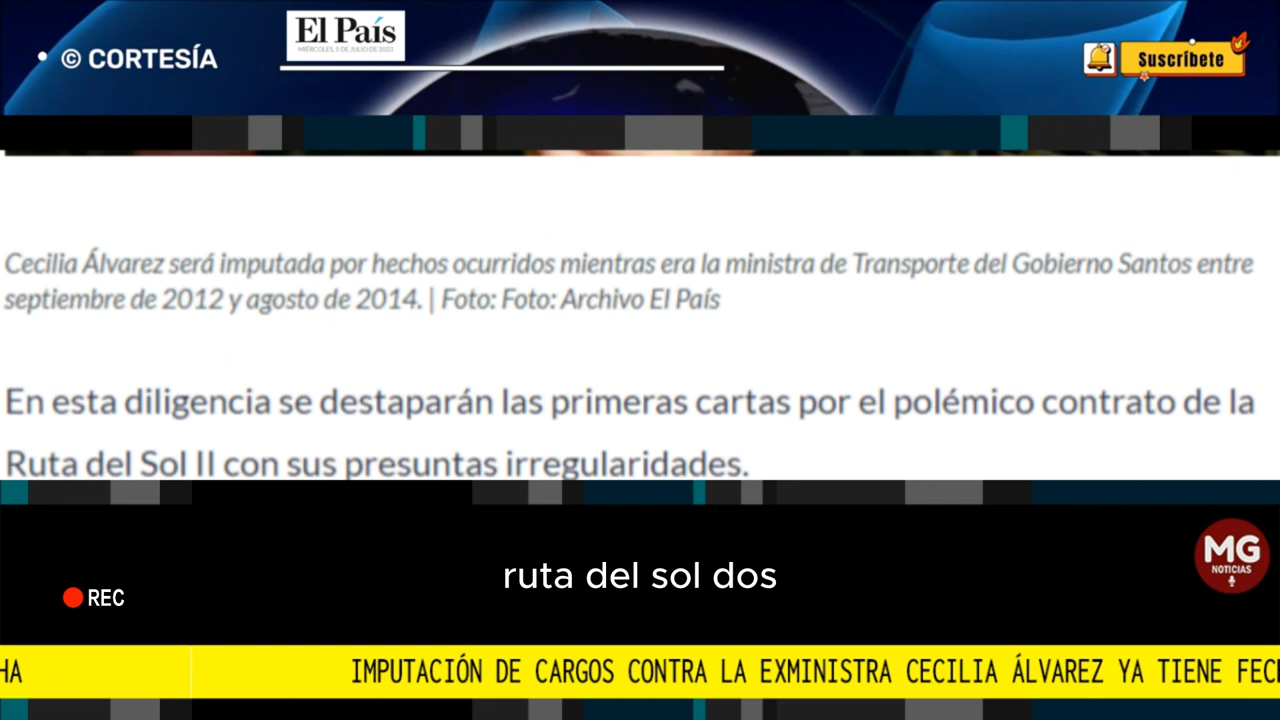 El País
MIÉRCOLES, 5 DE JULIO DE 2023
© CORTESÍA
Suscríbete
Cecilia Álvarez será imputada por hechos ocurridos mientras era la ministra de Transporte del Gobierno Santos entre
septiembre de 2012 y agosto de 2014. | Foto: Foto: Archivo El País
En esta diligencia se destaparán las primeras cartas por el polémico contrato de la
Ruta del Sol II con sus presuntas irregularidades.
MG
NOTICIAS
ruta del sol dos
REC
HA IMPUTACIÓN DE CARGOS CONTRA LA EXMINISTRA CECILIA ÁLVAREZ YA TIENE FEC